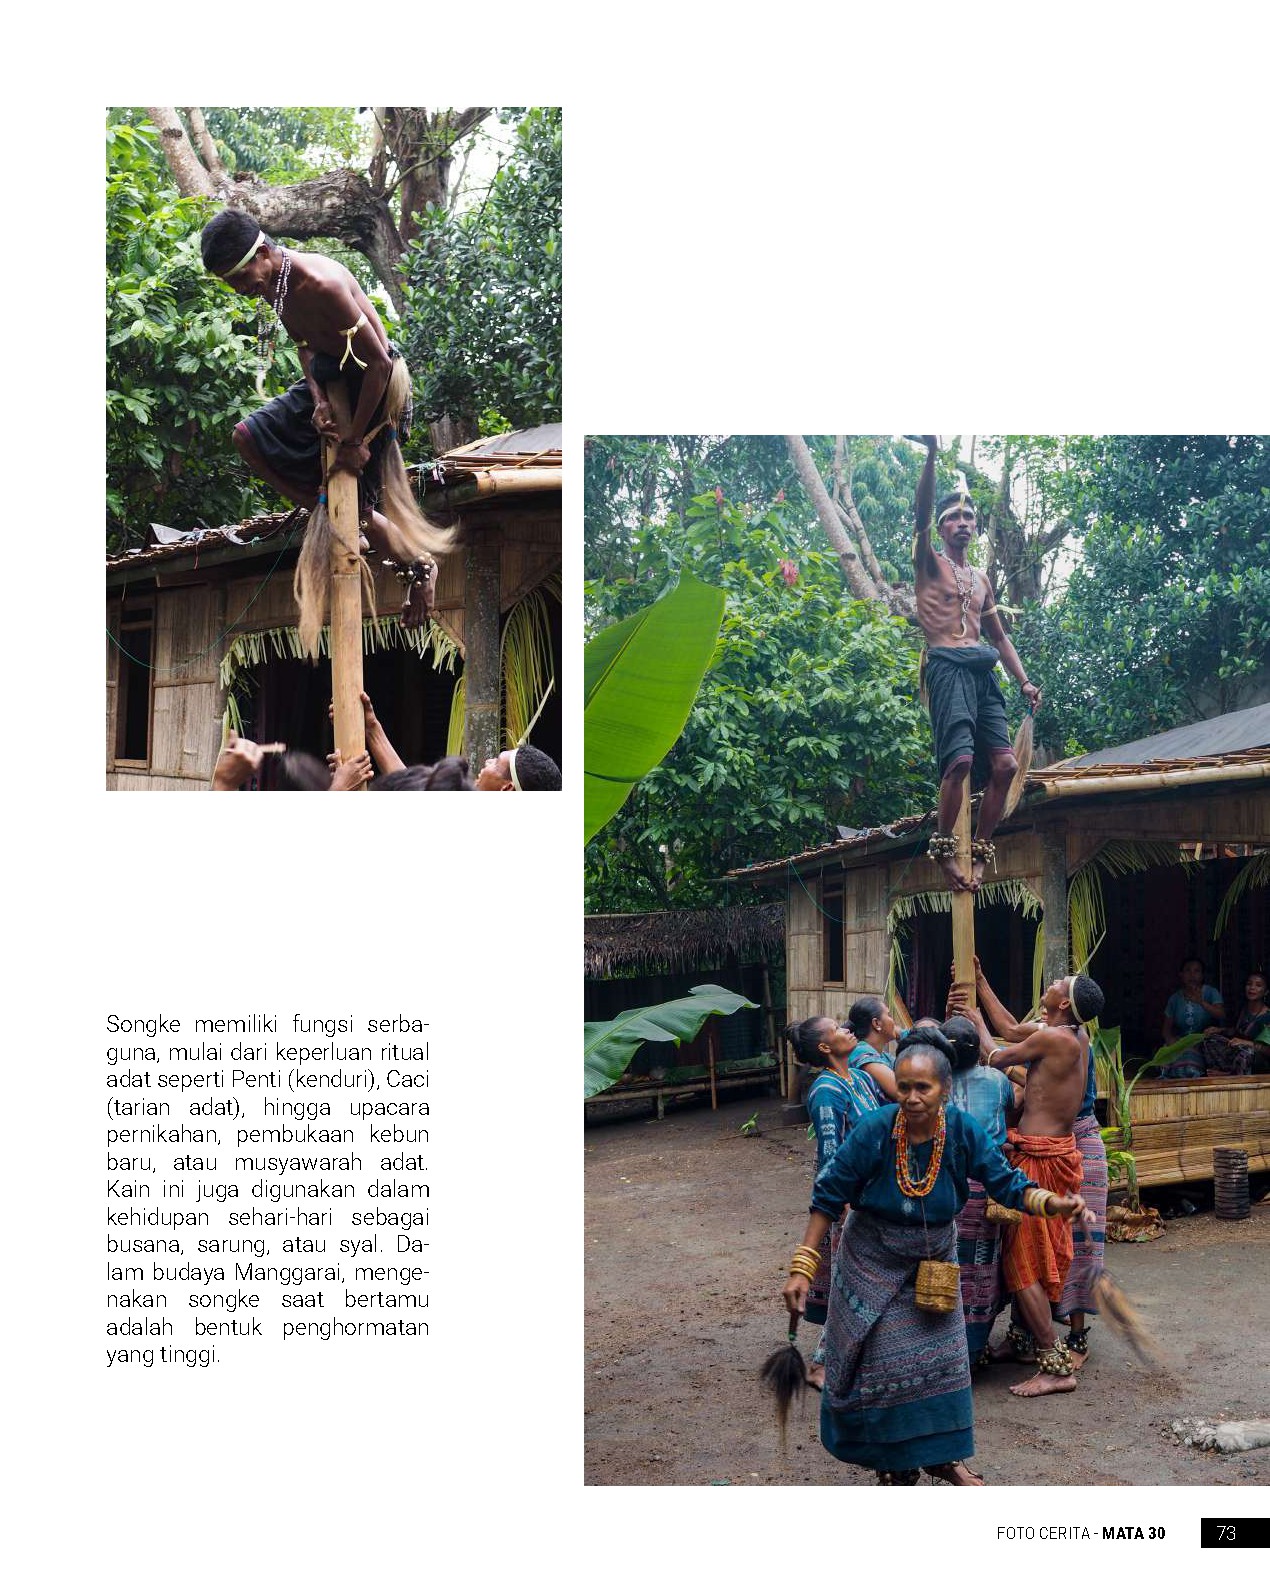 Songke memiliki fungsi serba-
guna, mulai dari keperluan ritual
adat seperti Penti (kenduri), Caci
(tarian adat), hingga upacara
pernikahan, pembukaan kebun
baru, atau musyawarah adat.
Kain ini juga digunakan dalam
kehidupan sehari-hari sebagai
busana, sarung, atau syal. Da-
lam budaya Manggarai, menge-
nakan songke saat bertamu
adalah bentuk penghormatan
yang tinggi.
FOTO CERITA - MATA 30 73